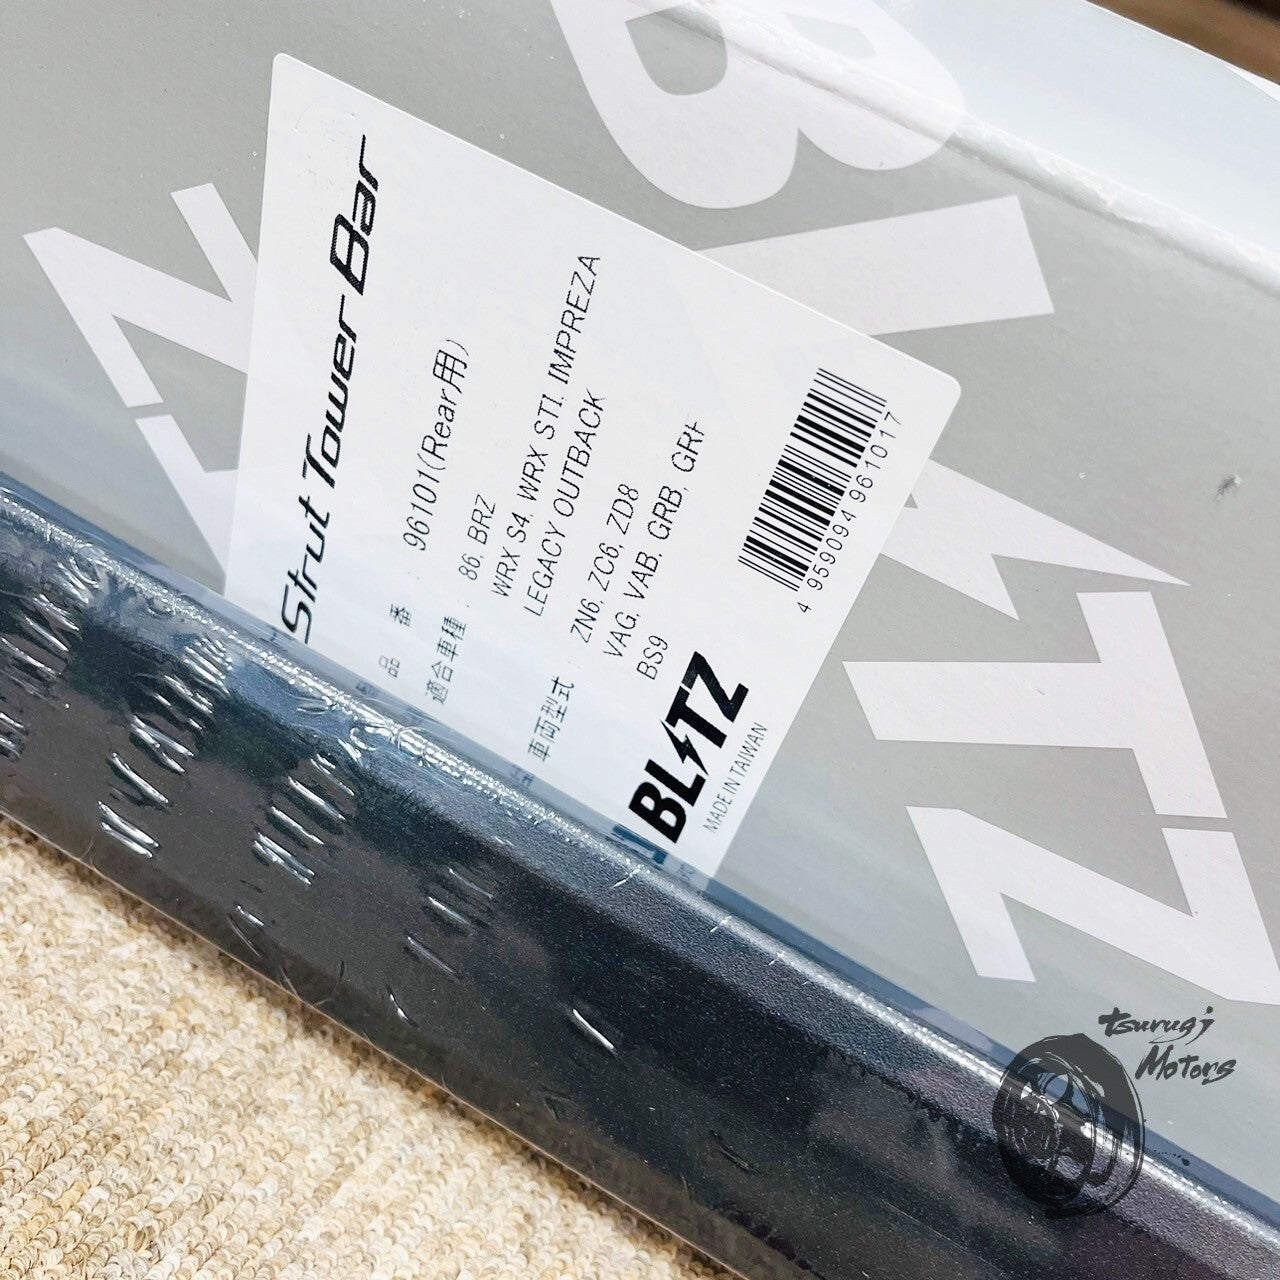 BLITZ
Strut Tower Bar
品 番 : 96101(Rear用)
適合車種 : 86, BRZ
WRX S4, WRX STI, IMPREZA
LEGACY OUTBACK
車両型式 : ZN6, ZC6, ZD8
VAG, VAB, GRB, GRF
BS9
4 959094 961017
BLITZ
MADE IN TAIWAN
tsurugi
Motors